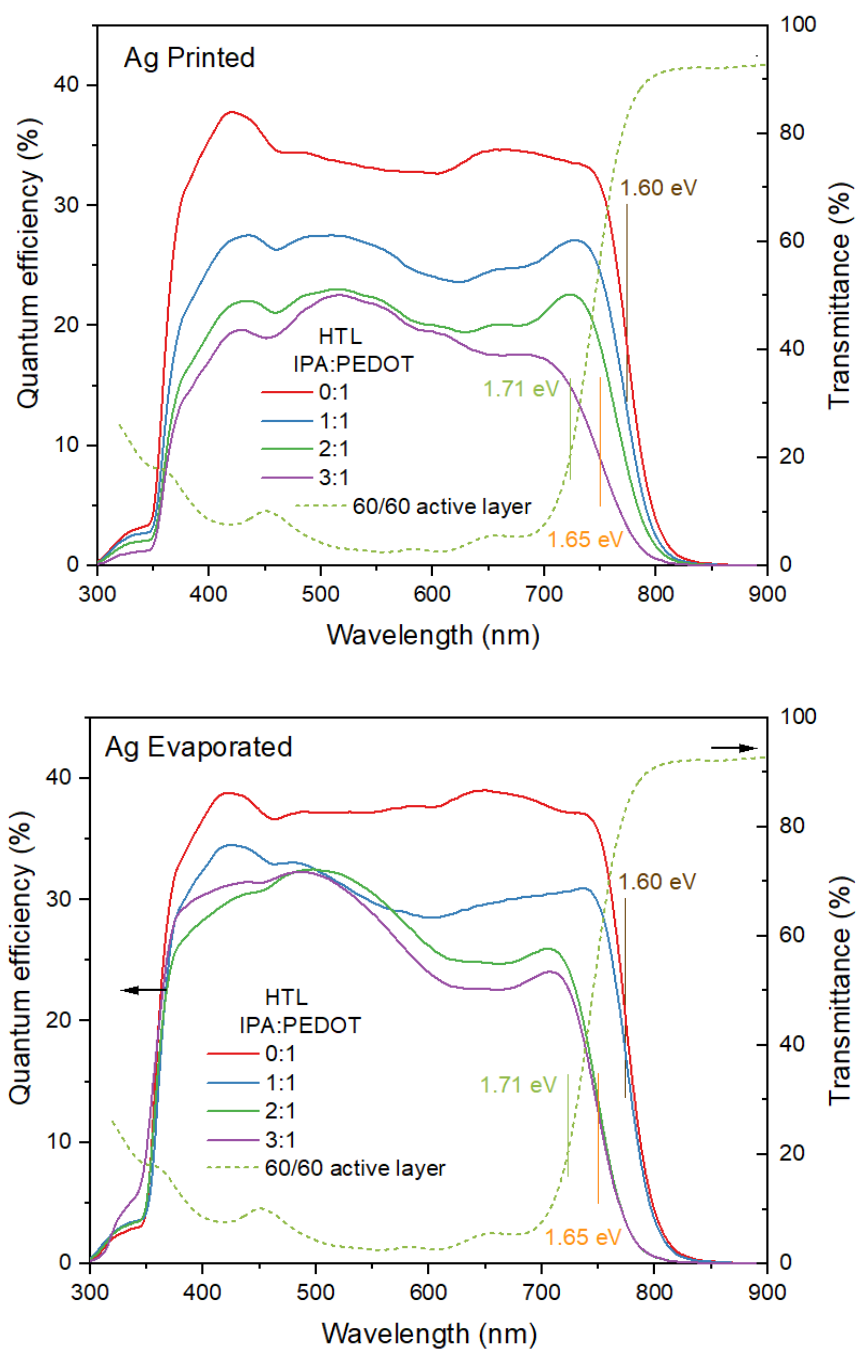 Ag Printed
Quantum efficiency (%)
40
30
20
10
0
HTL
IPA:PEDOT
0:1
1:1
2:1
3:1
60/60 active layer
1.60 eV
1.71 eV
1.65 eV
100
80
60
40
20
0
Transmittance (%)
300 400 500 600 700 800 900
Wavelength (nm)
Ag Evaporated
Quantum efficiency (%)
40
30
20
10
0
HTL
IPA:PEDOT
0:1
1:1
2:1
3:1
60/60 active layer
1.60 eV
1.71 eV
1.65 eV
100
80
60
40
20
0
Transmittance (%)
300 400 500 600 700 800 900
Wavelength (nm)